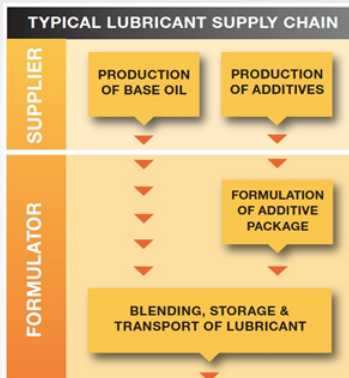 TYPICAL LUBRICANT SUPPLY CHAIN
SUPPLIER
PRODUCTION
OF BASE OIL
PRODUCTION
OF ADDITIVES
FORMULATOR
FORMULATION
OF ADDITIVE
PACKAGE
BLENDING, STORAGE &
TRANSPORT OF LUBRICANT